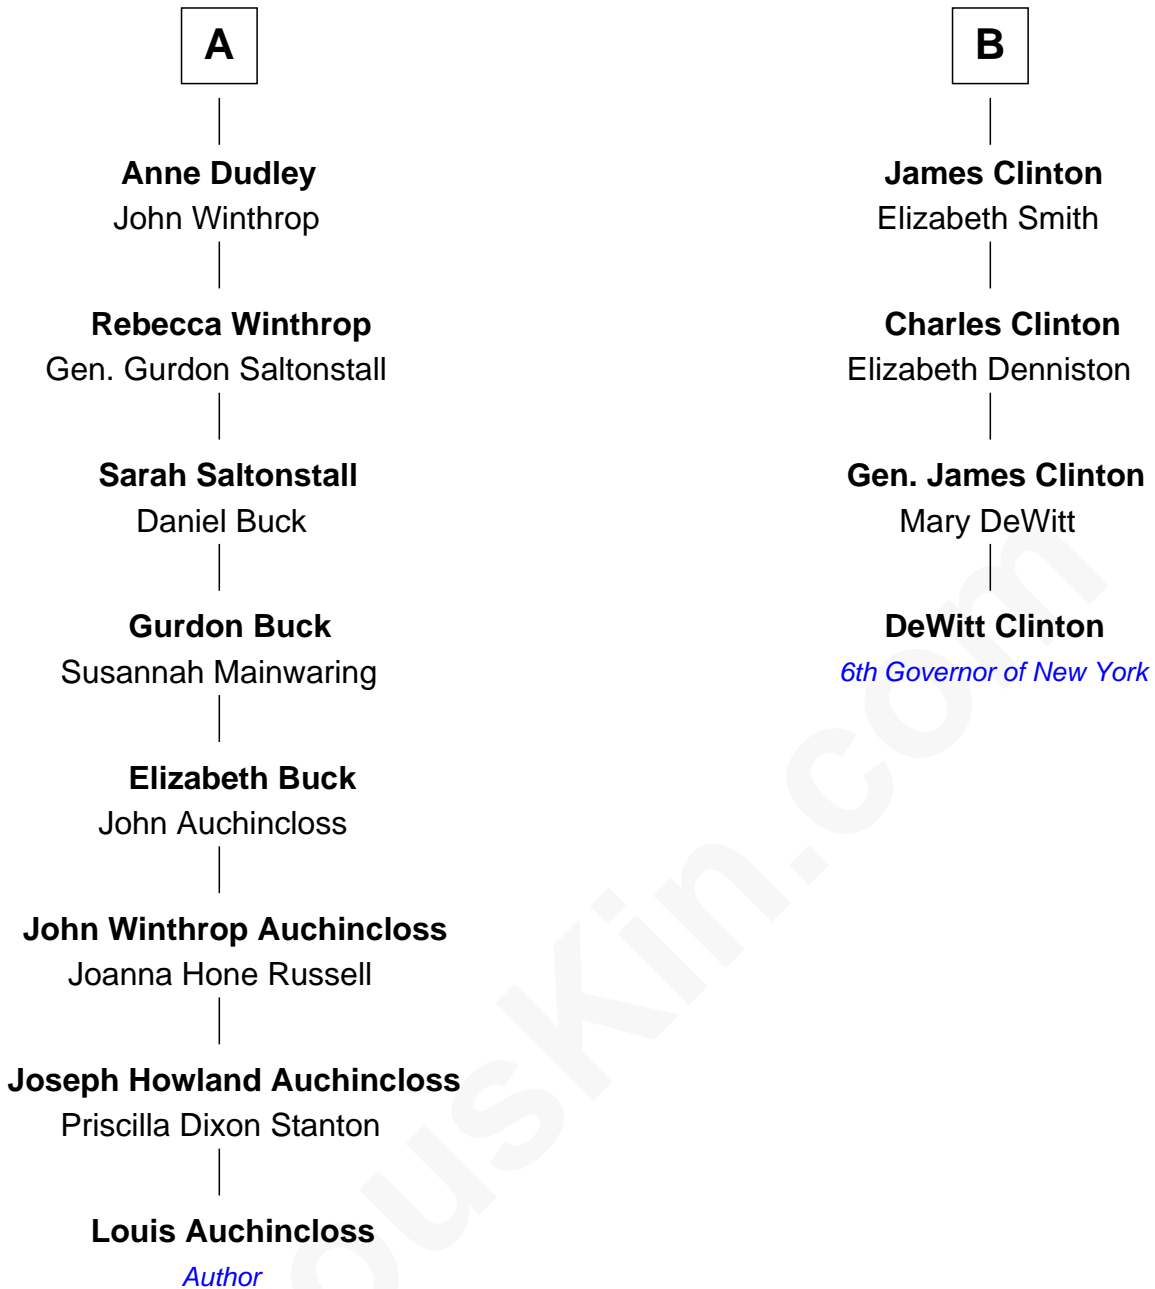 A
Anne Dudley
John Winthrop
Rebecca Winthrop
Gen. Gurdon Saltonstall
Sarah Saltonstall
Daniel Buck
Gurdon Buck
Susannah Mainwaring
Elizabeth Buck
John Auchincloss
John Winthrop Auchincloss
Joanna Hone Russell
Joseph Howland Auchincloss
Priscilla Dixon Stanton
Louis Auchincloss
Author
B
James Clinton
Elizabeth Smith
Charles Clinton
Elizabeth Denniston
Gen. James Clinton
Mary DeWitt
DeWitt Clinton
6th Governor of New York
ousKin.com